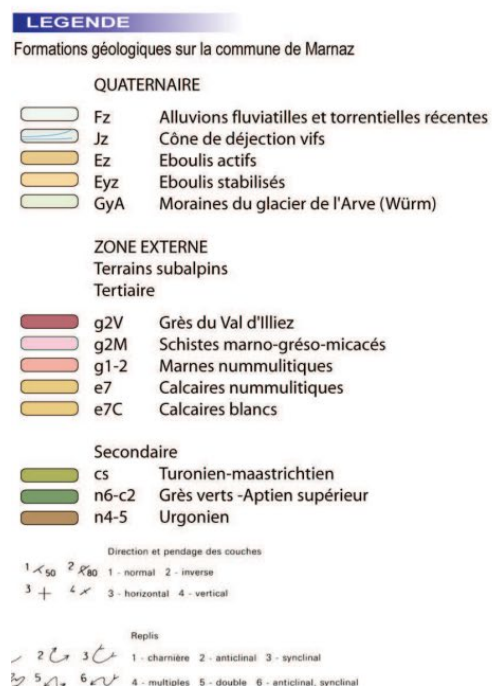 LEGENDE
Formations géologiques sur la commune de Marnaz
QUATERNAIRE
Fz Alluvions fluviatilles et torrentielles récentes
Jz Cône de déjection vifs
Ez Eboulis actifs
Eyz Eboulis stabilisés
GyA Moraines du glacier de l'Arve (Würm)
ZONE EXTERNE
Terrains subalpins
Tertiaire
g2V Grès du Val d'Illiez
g2M Schistes marno-gréso-micacés
g1-2 Marnes nummulitiques
e7 Calcaires nummulitiques
e7C Calcaires blancs
Secondaire
cs Turonien-maastrichtien
n6-c2 Grès verts -Aptien supérieur
n4-5 Urgonien
Direction et pendage des couches
1 50 2 80 1 - normal 2 - inverse
3 4 3 - horizontal 4 - vertical
Replis
2 3 1 - charnière 2 - anticlinal 3 - synclinal
5 6 4 - multiples 5 - double 6 - anticlinal, synclinal